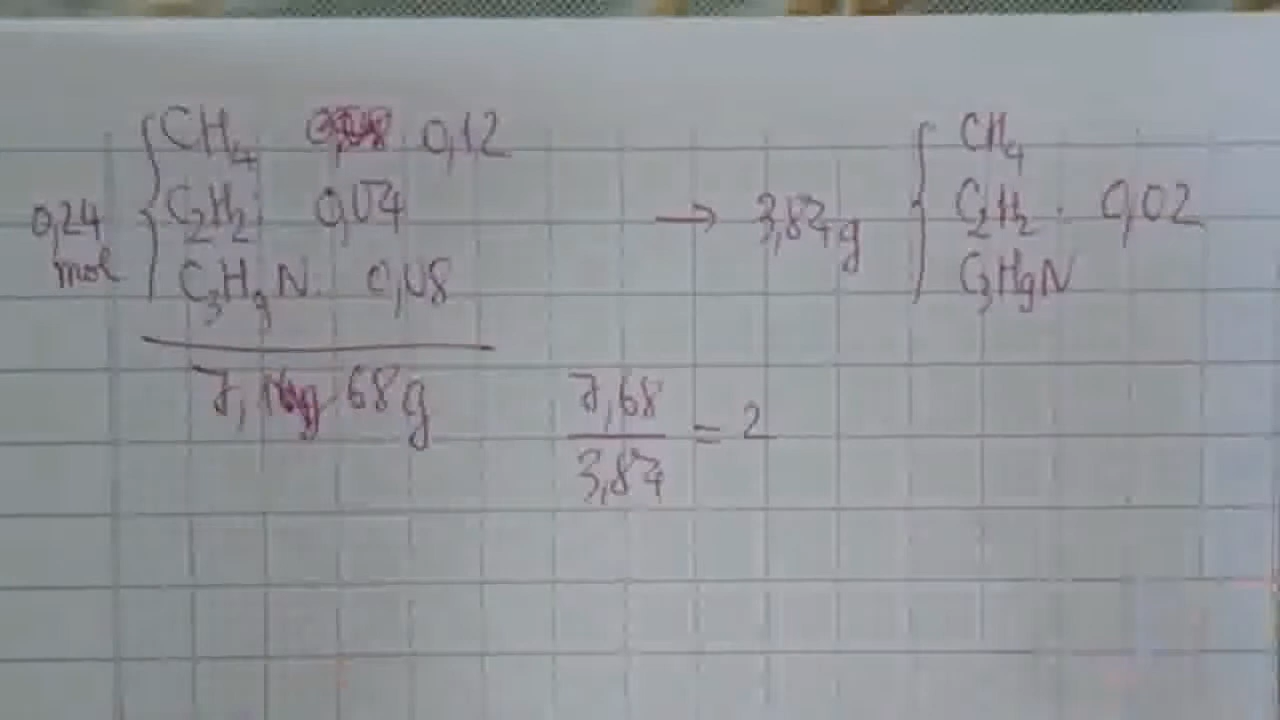 CH4 0,12
0,24 mol C2H2: 0,04 → 3,84g
C3H9N: 0,08
CH4
C2H2: 0,02
C3H9N
7,68g
7,68
3,84 = 2